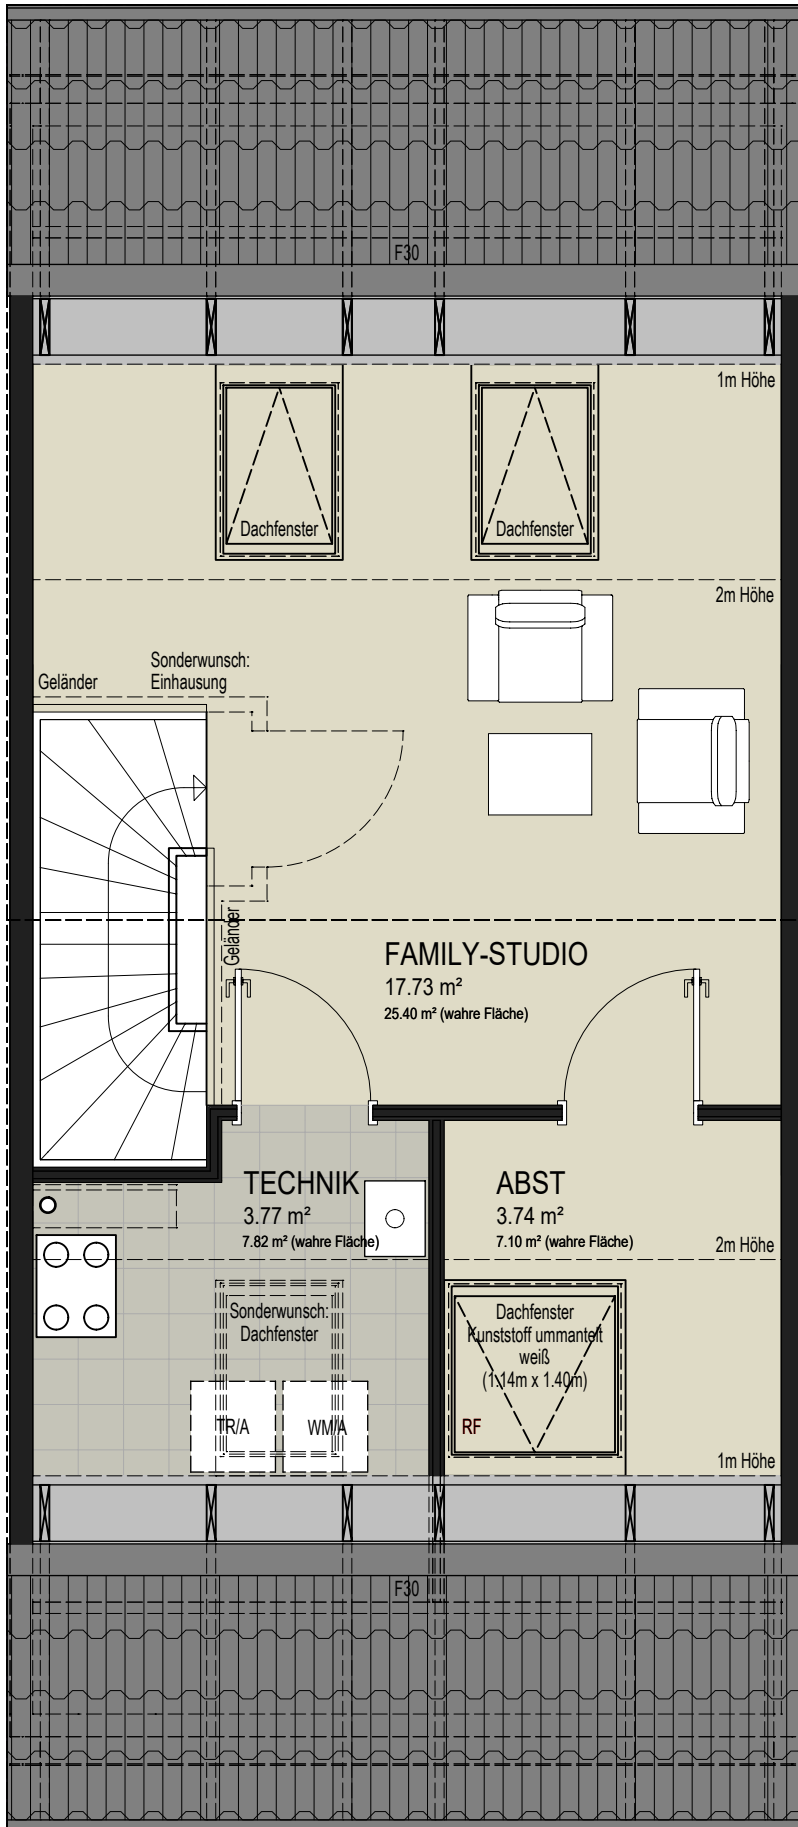 F30
1m Höhe
Dachfenster
Dachfenster
2m Höhe
Sonderwunsch:
Einhausung
Geländer
Geländer
FAMILY-STUDIO
17.73 m²
25.40 m² (wahre Fläche)
TECHNIK
3.77 m²
7.82 m² (wahre Fläche)
ABST
3.74 m²
7.10 m² (wahre Fläche)
2m Höhe
Sonderwunsch:
Dachfenster
Dachfenster
Kunststoff ummantelt
weiß
(1.14m x 1.40m)
TR/A
WM/A
RF
1m Höhe
F30